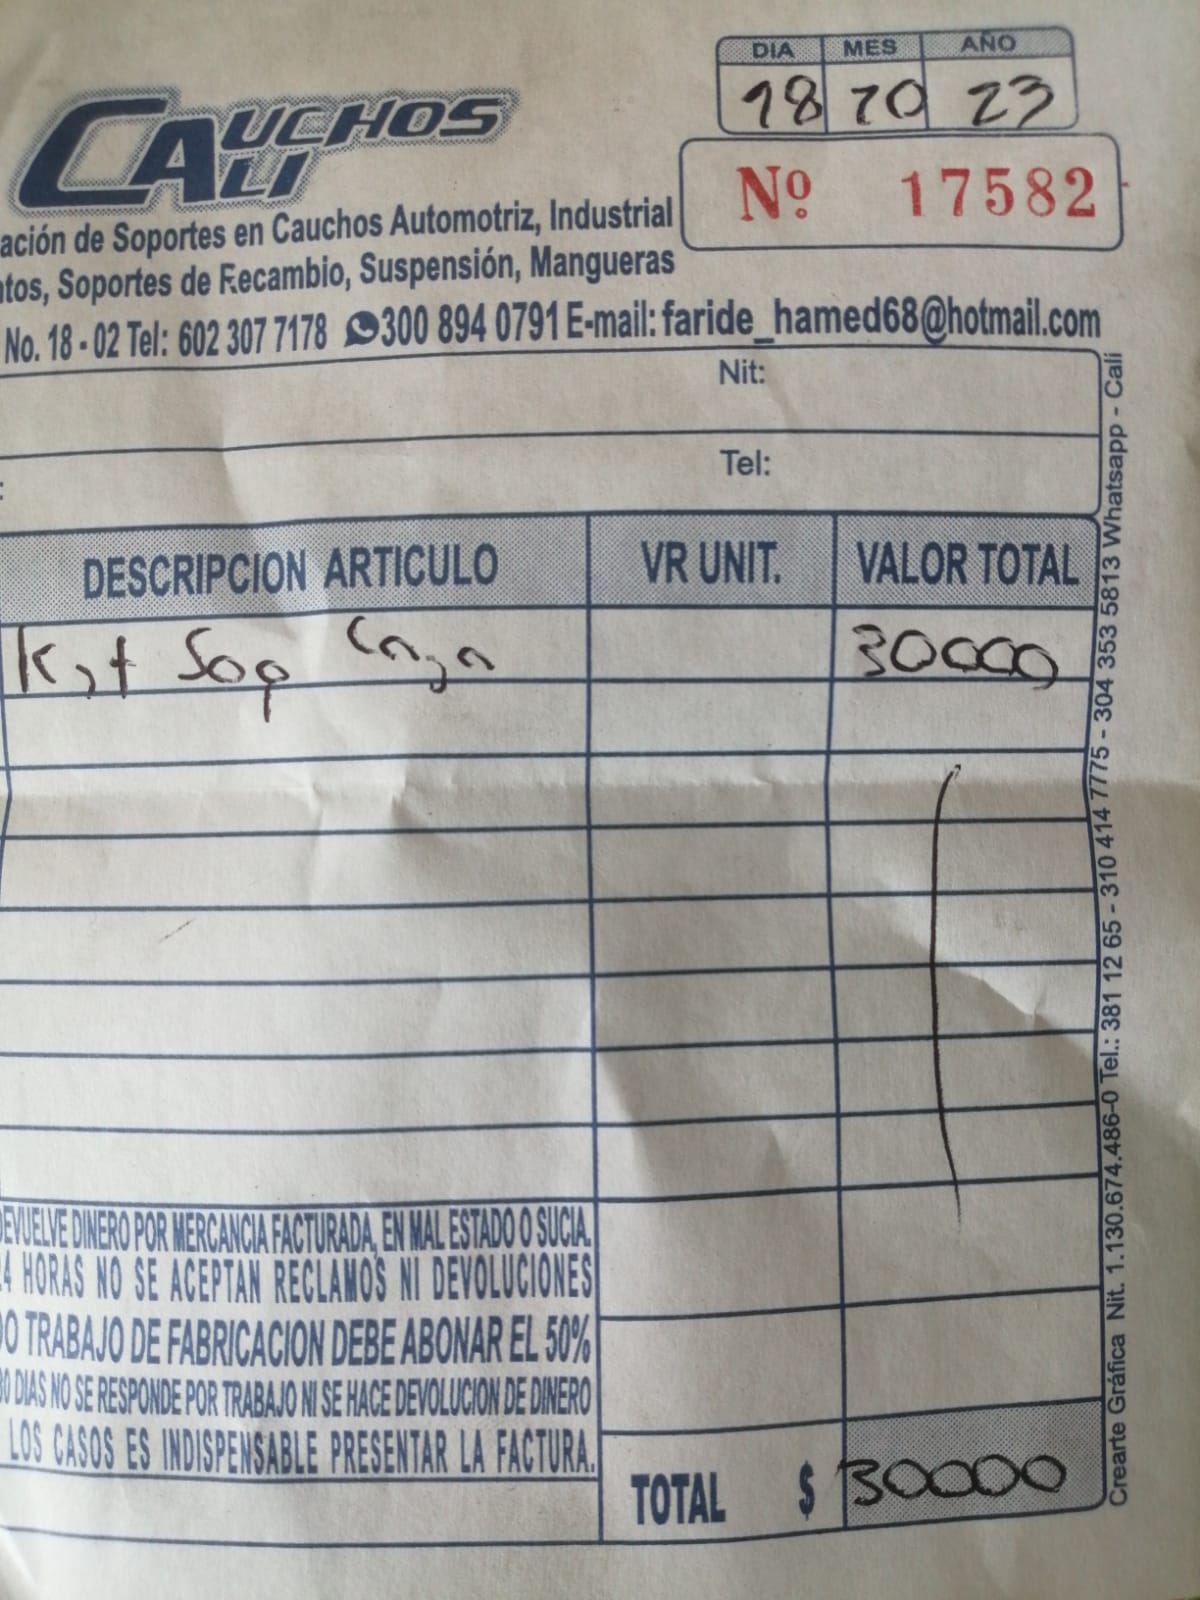 DIA MES AÑO
18 10 23
CAUCHOS
CALI
Nº 17582
ación de Soportes en Cauchos Automotriz, Industrial
ntos, Soportes de Recambio, Suspensión, Mangueras
No. 18 - 02 Tel: 602 307 7178 300 894 0791 E-mail: faride_hamed68@hotmail.com
Nit:
: Tel:
DESCRIPCION ARTICULO VR UNIT. VALOR TOTAL
Kit Sop Caja 30000
DEVUELVE DINERO POR MERCANCIA FACTURADA, EN MAL ESTADO O SUCIA.
24 HORAS NO SE ACEPTAN RECLAMOS NI DEVOLUCIONES
DO TRABAJO DE FABRICACION DEBE ABONAR EL 50%
30 DIAS NO SE RESPONDE POR TRABAJO NI SE HACE DEVOLUCION DE DINERO
LOS CASOS ES INDISPENSABLE PRESENTAR LA FACTURA.
TOTAL $ 30000
Crearte Gráfica Nit. 1.130.674.486-0 Tel.: 381 12 65 - 310 414 7775 - 304 353 5813 Whatsapp - Cali